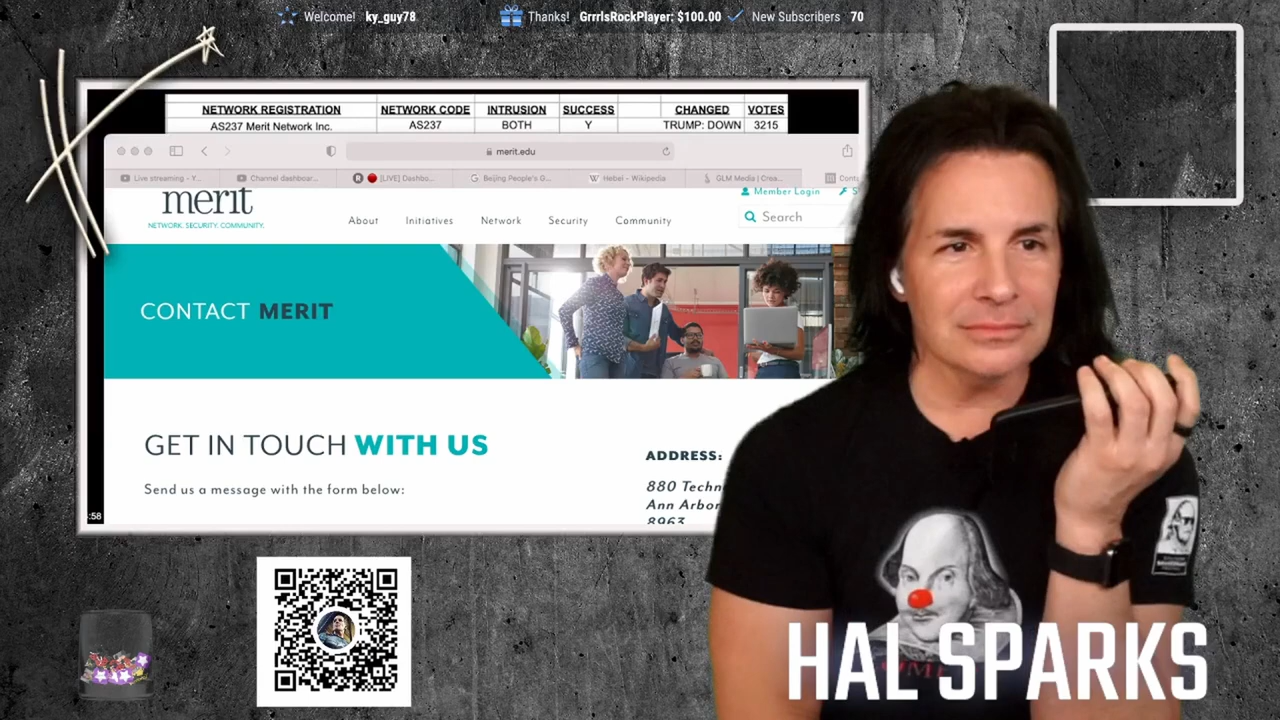 Welcome! ky_guy78
Thanks! GrrrlsRockPlayer: $100.00
New Subscribers 70
NETWORK REGISTRATION NETWORK CODE INTRUSION SUCCESS CHANGED VOTES
AS237 Merit Network Inc. AS237 BOTH Y TRUMP: DOWN 3215
merit.edu
Live streaming - Y...
Channel dashboar...
[LIVE] Dashbo...
Beijing People's G...
Hebei - Wikipedia
GLM Media | Crea...
Conta
merit
NETWORK. SECURITY. COMMUNITY.
Member Login
S
About Initiatives Network Security Community
Search
CONTACT MERIT
GET IN TOUCH WITH US
Send us a message with the form below:
ADDRESS:
880 Techn
Ann Arbor
8963
:58
HAL SPARKS